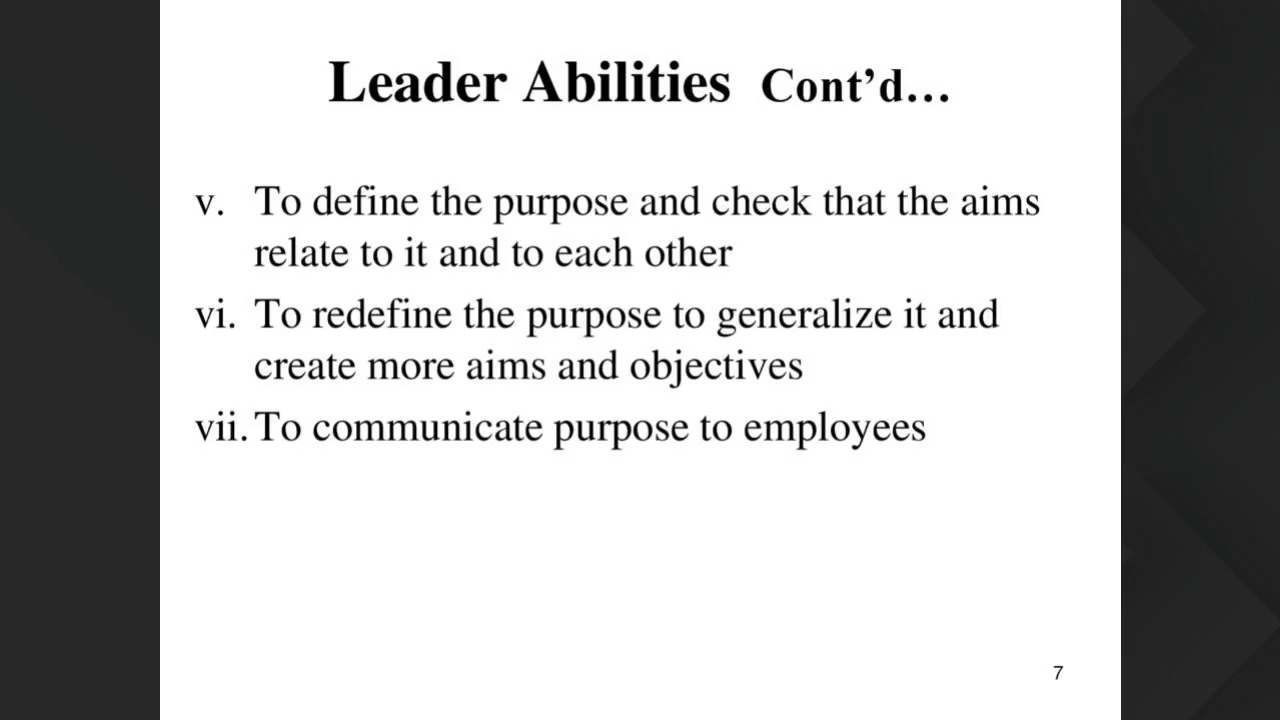 Leader Abilities Cont’d…
v. To define the purpose and check that the aims
relate to it and to each other
vi. To redefine the purpose to generalize it and
create more aims and objectives
vii. To communicate purpose to employees
7